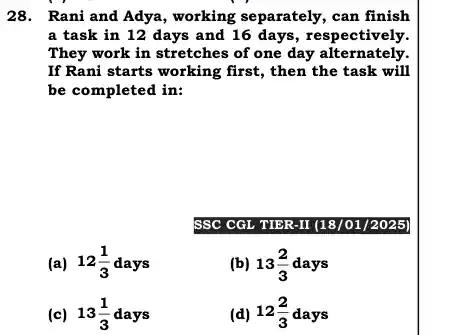 28. Rani and Adya, working separately, can finish
a task in 12 days and 16 days, respectively.
They work in stretches of one day alternately.
If Rani starts working first, then the task will
be completed in:
SSC CGL TIER-II (18/01/2025)
(a) 12 1/3 days (b) 13 2/3 days
(c) 13 1/3 days (d) 12 2/3 days